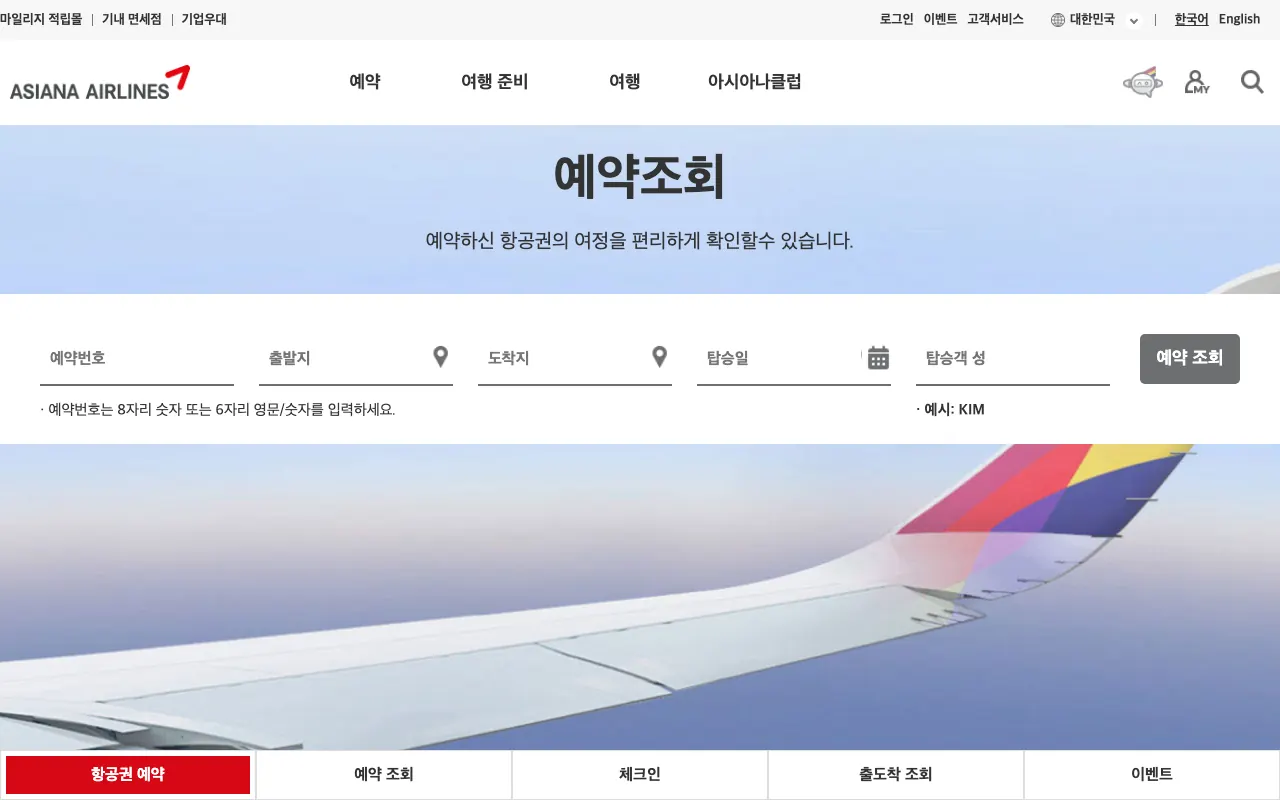 마일리지 적립몰 | 기내 면세점 | 기업우대
로그인 이벤트 고객서비스 대한민국 | 한국어 English
ASIANA AIRLINES
예약 여행 준비 여행 아시아나클럽
MY
예약조회
예약하신 항공권의 여정을 편리하게 확인할수 있습니다.
예약번호 출발지 도착지 탑승일 탑승객 성 예약 조회
· 예약번호는 8자리 숫자 또는 6자리 영문/숫자를 입력하세요. · 예시: KIM
항공권 예약 예약 조회 체크인 출도착 조회 이벤트